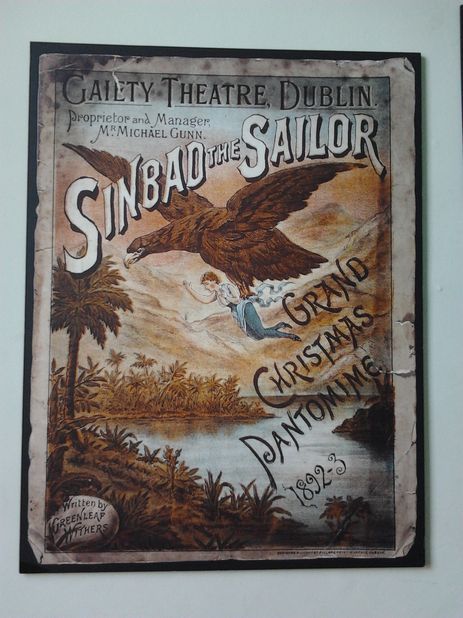 GAIETY THEATRE, DUBLIN.
Proprietor and Manager,
MR MICHAEL GUNN.
SINBAD THE SAILOR
GRAND
CHRISTMAS
PANTOMIME
1892-3
Written by
GREENLEAF
WITHERS